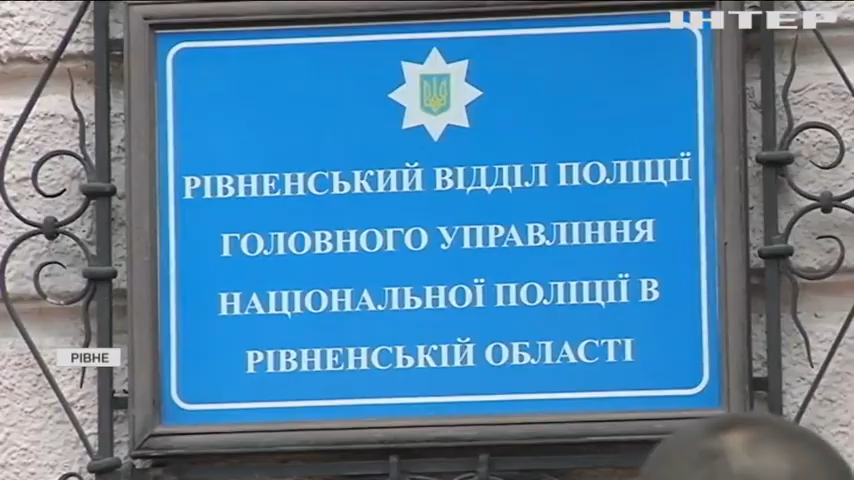 ІНТЕР
РІВНЕНСЬКИЙ ВІДДІЛ ПОЛІЦІЇ
ГОЛОВНОГО УПРАВЛІННЯ
НАЦІОНАЛЬНОЇ ПОЛІЦІЇ В
РІВНЕНСЬКІЙ ОБЛАСТІ
РІВНЕ